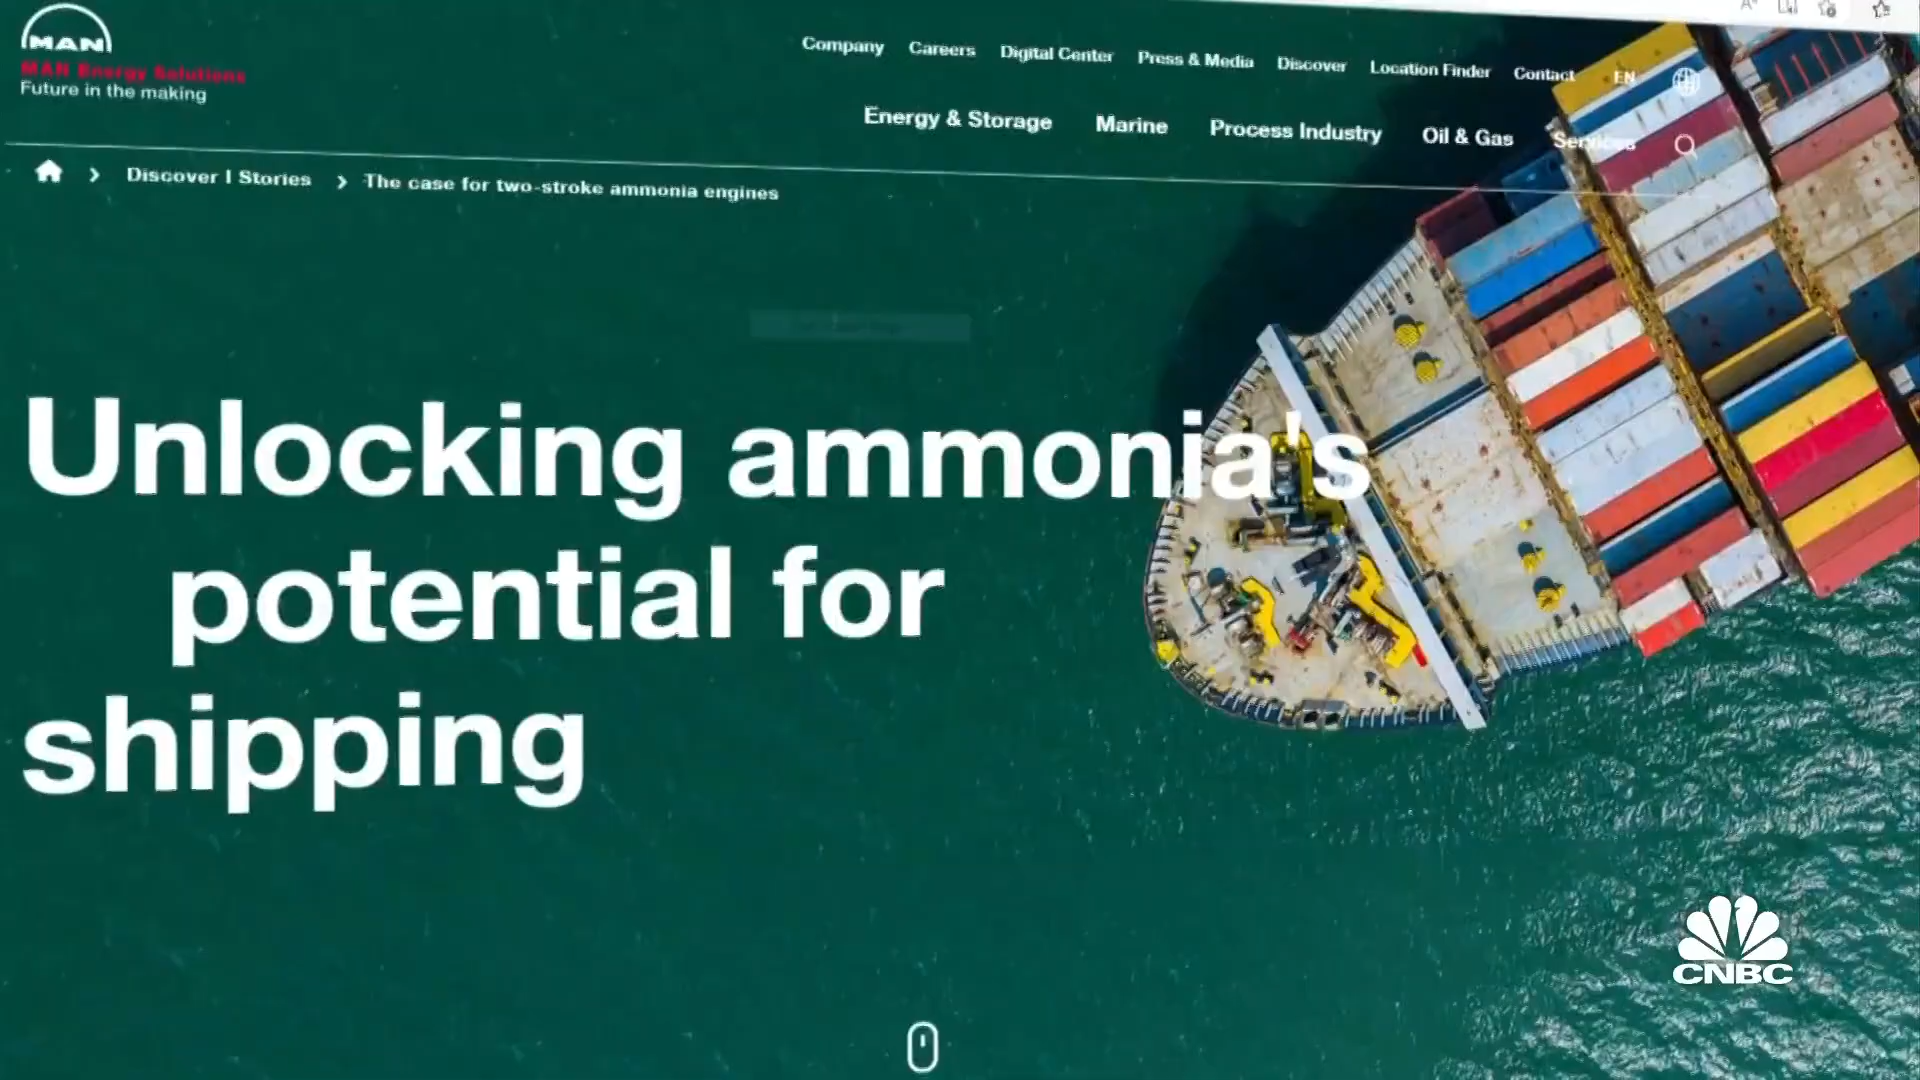 MAN
MAN Energy Solutions
Future in the making
Company Careers Digital Center Press & Media Discover Location Finder Contact EN
Energy & Storage Marine Process Industry Oil & Gas Services
Discover | Stories The case for two-stroke ammonia engines
Unlocking ammonia's
potential for
shipping
CNBC